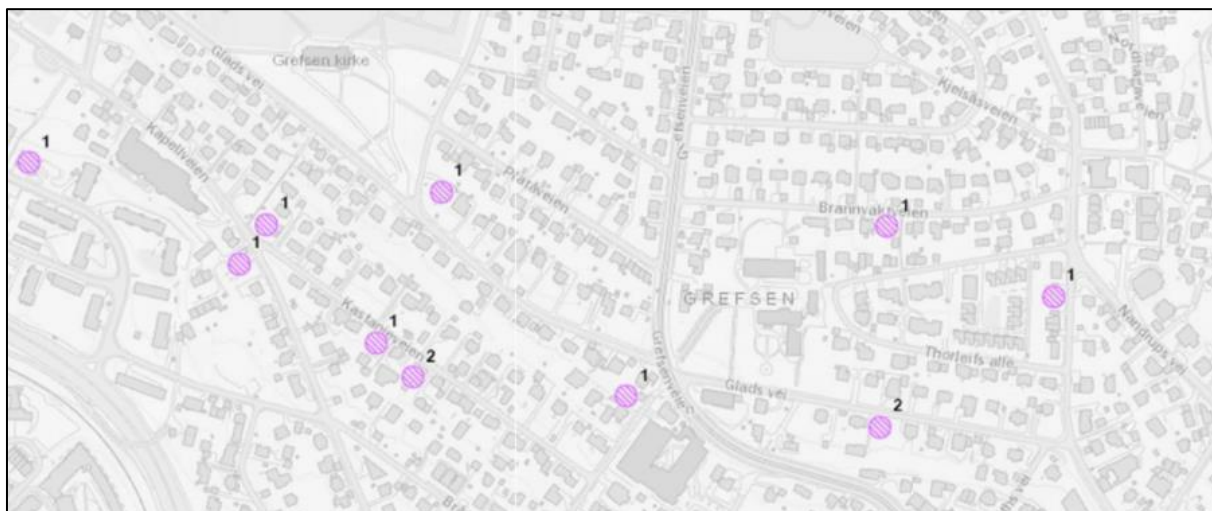 Glads vei
Grefsen kirke
Grefsenveien
Kjelsåsveien
1
Kapellveien
1
Platheveien
1
1
Brannvaktveien
1
1
GREFSEN
1
Kastanjeveien
2
Grefsenveien
Nandrups vei
Thorleifs allé
1
Glads vei
2